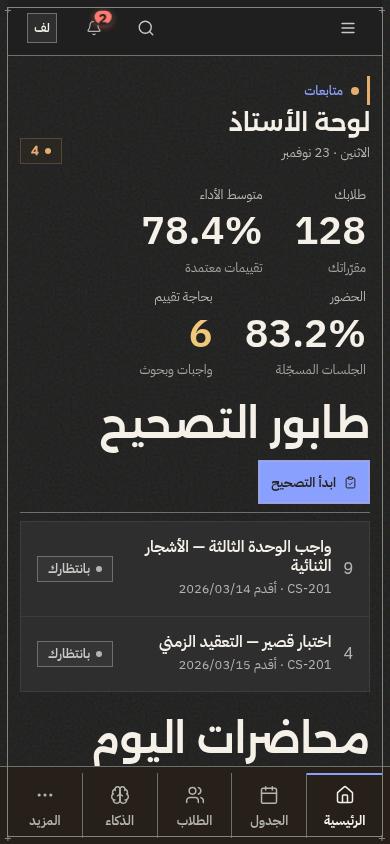 لف
2
متابعات
لوحة الأستاذ
الاثنين · 23 نوفمبر
4
طلابك
128
مقرّراتك
متوسط الأداء
78.4%
تقييمات معتمدة
الحضور
83.2%
الجلسات المسجّلة
بحاجة تقييم
6
واجبات وبحوث
طابور التصحيح
ابدأ التصحيح
9
واجب الوحدة الثالثة — الأشجار
الثنائية
CS-201 · أقدم 2026/03/14
بانتظارك
4
اختبار قصير — التعقيد الزمني
CS-201 · أقدم 2026/03/15
بانتظارك
محاضرات اليوم
الرئيسية
الجدول
الطلاب
الذكاء
المزيد